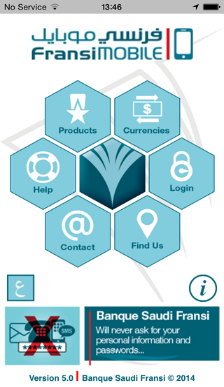 No Service 13:46
فرنسي موبايل
FransiMOBILE
Products
Currencies
Help
Login
Contact
Find Us
ع
i
SMS
Banque Saudi Fransi
Will never ask for your
personal information and
passwords...
Version 5.0 | Banque Saudi Fransi © 2014